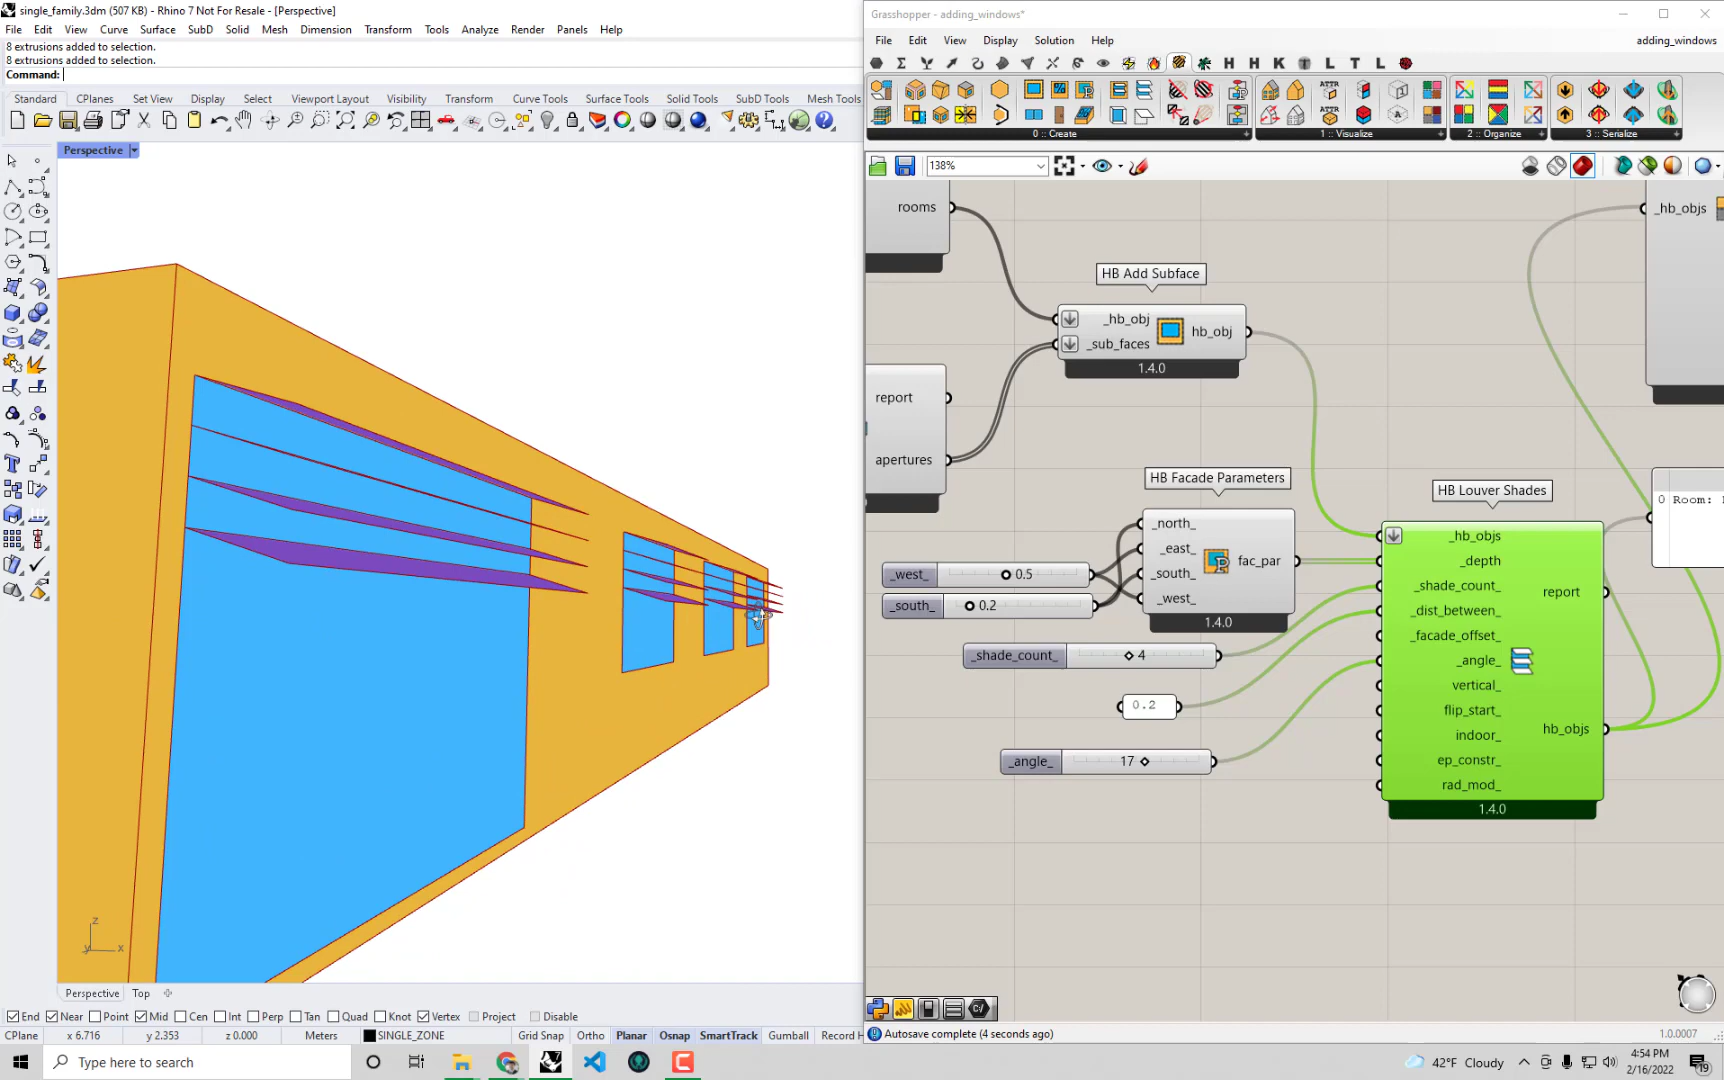 single_family.3dm (507 KB) - Rhino 7 Not For Resale - [Perspective]
File Edit View Curve Surface SubD Solid Mesh Dimension Transform Tools Analyze Render Panels Help
8 extrusions added to selection.
8 extrusions added to selection.
Command:
Standard CPlanes Set View Display Select Viewport Layout Visibility Transform Curve Tools Surface Tools Solid Tools SubD Tools Mesh Tools
Perspective
z
y x
Perspective Top
End Near Point Mid Cen Int Perp Tan Quad Knot Vertex Project Disable
CPlane x 6.716 y 2.353 z 0.000 Meters SINGLE_ZONE Grid Snap Ortho Planar Osnap SmartTrack Gumball Record H
Grasshopper - adding_windows*
File Edit View Display Solution Help adding_windows
H H K T L T L
ATTR
ATTR
A
0 :: Create 1 :: Visualize 2 :: Organize 3 :: Serialize
138%
rooms
_hb_objs
HB Add Subface
_hb_obj
_sub_faces
hb_obj
1.4.0
report
apertures
HB Facade Parameters
_north_
_east_
_south_
_west_
fac_par
1.4.0
_west_ 0.5
_south_ 0.2
_shade_count_ 4
0.2
_angle_ 17
HB Louver Shades
_hb_objs
_depth
_shade_count_
_dist_between_
_facade_offset_
_angle_
vertical_
flip_start_
indoor_
ep_constr_
rad_mod_
report
hb_objs
1.4.0
0 Room:
Autosave complete (4 seconds ago)
1.0.0007
Type here to search
42°F Cloudy
4:54 PM
2/16/2022
19